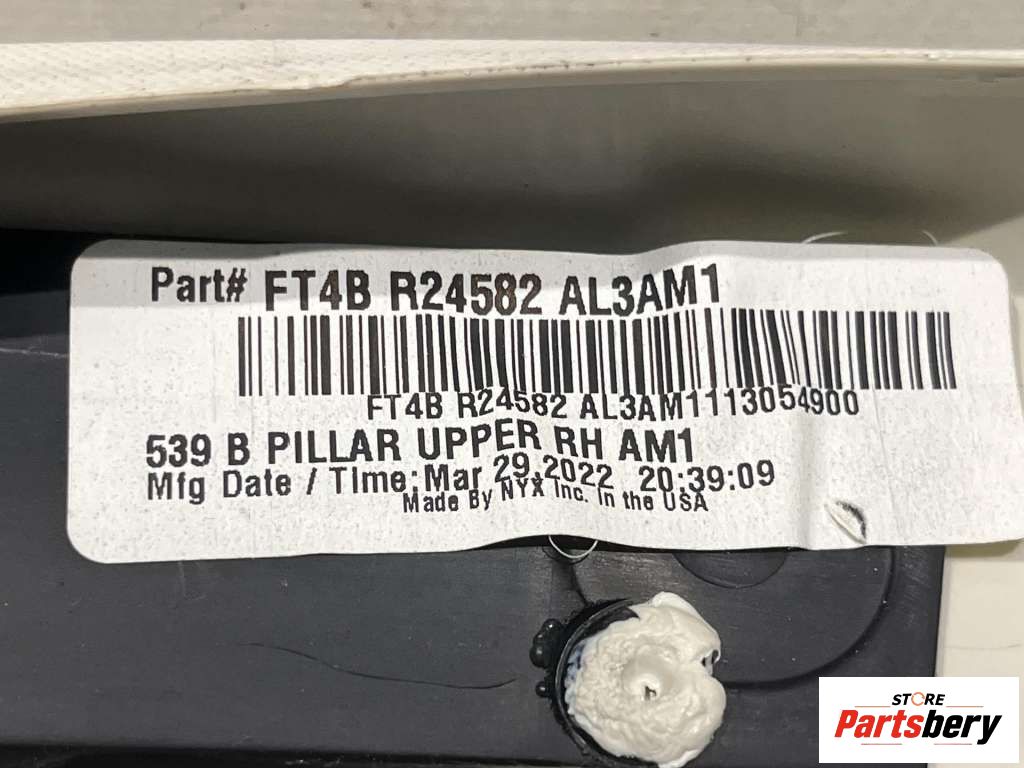 Part# FT4B R24582 AL3AM1
FT4B R24582 AL3AM1113054900
539 B PILLAR UPPER RH AM1
Mfg Date / TIme:Mar 29,2022 20:39:09
Made By NYX Inc. In the USA
STORE
Partsbery